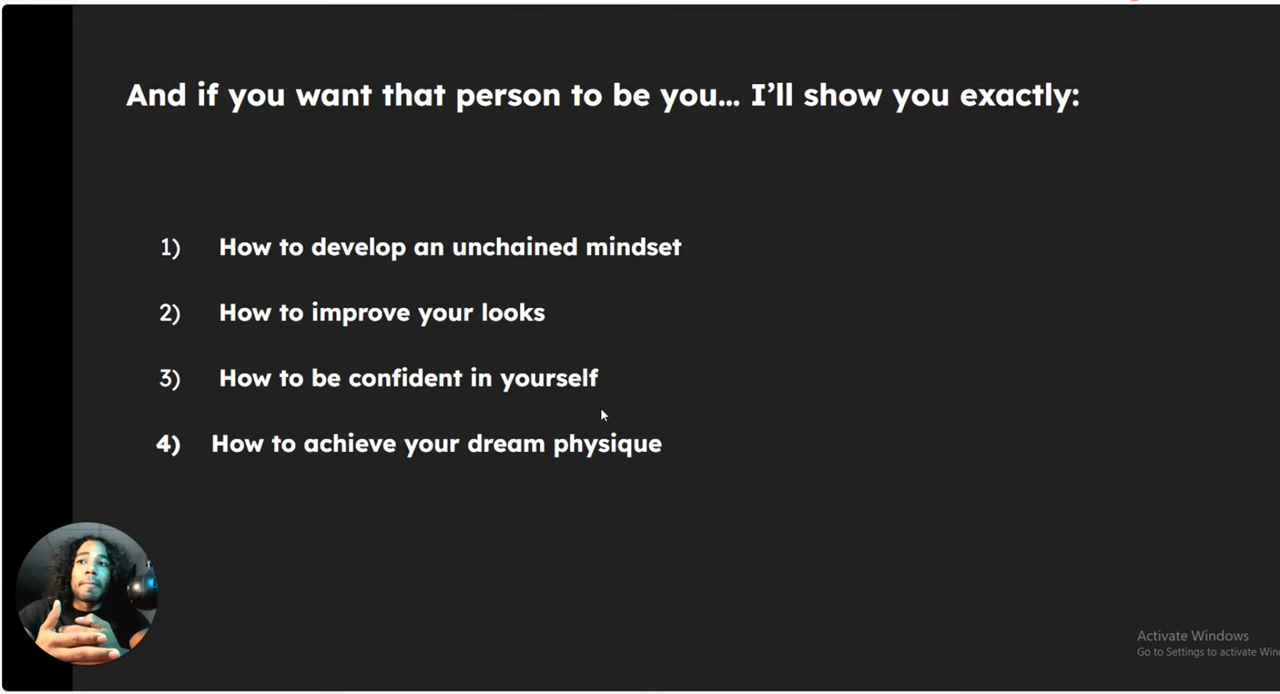 And if you want that person to be you... I'll show you exactly:
1) How to develop an unchained mindset
2) How to improve your looks
3) How to be confident in yourself
4) How to achieve your dream physique
Activate Windows
Go to Settings to activate Win